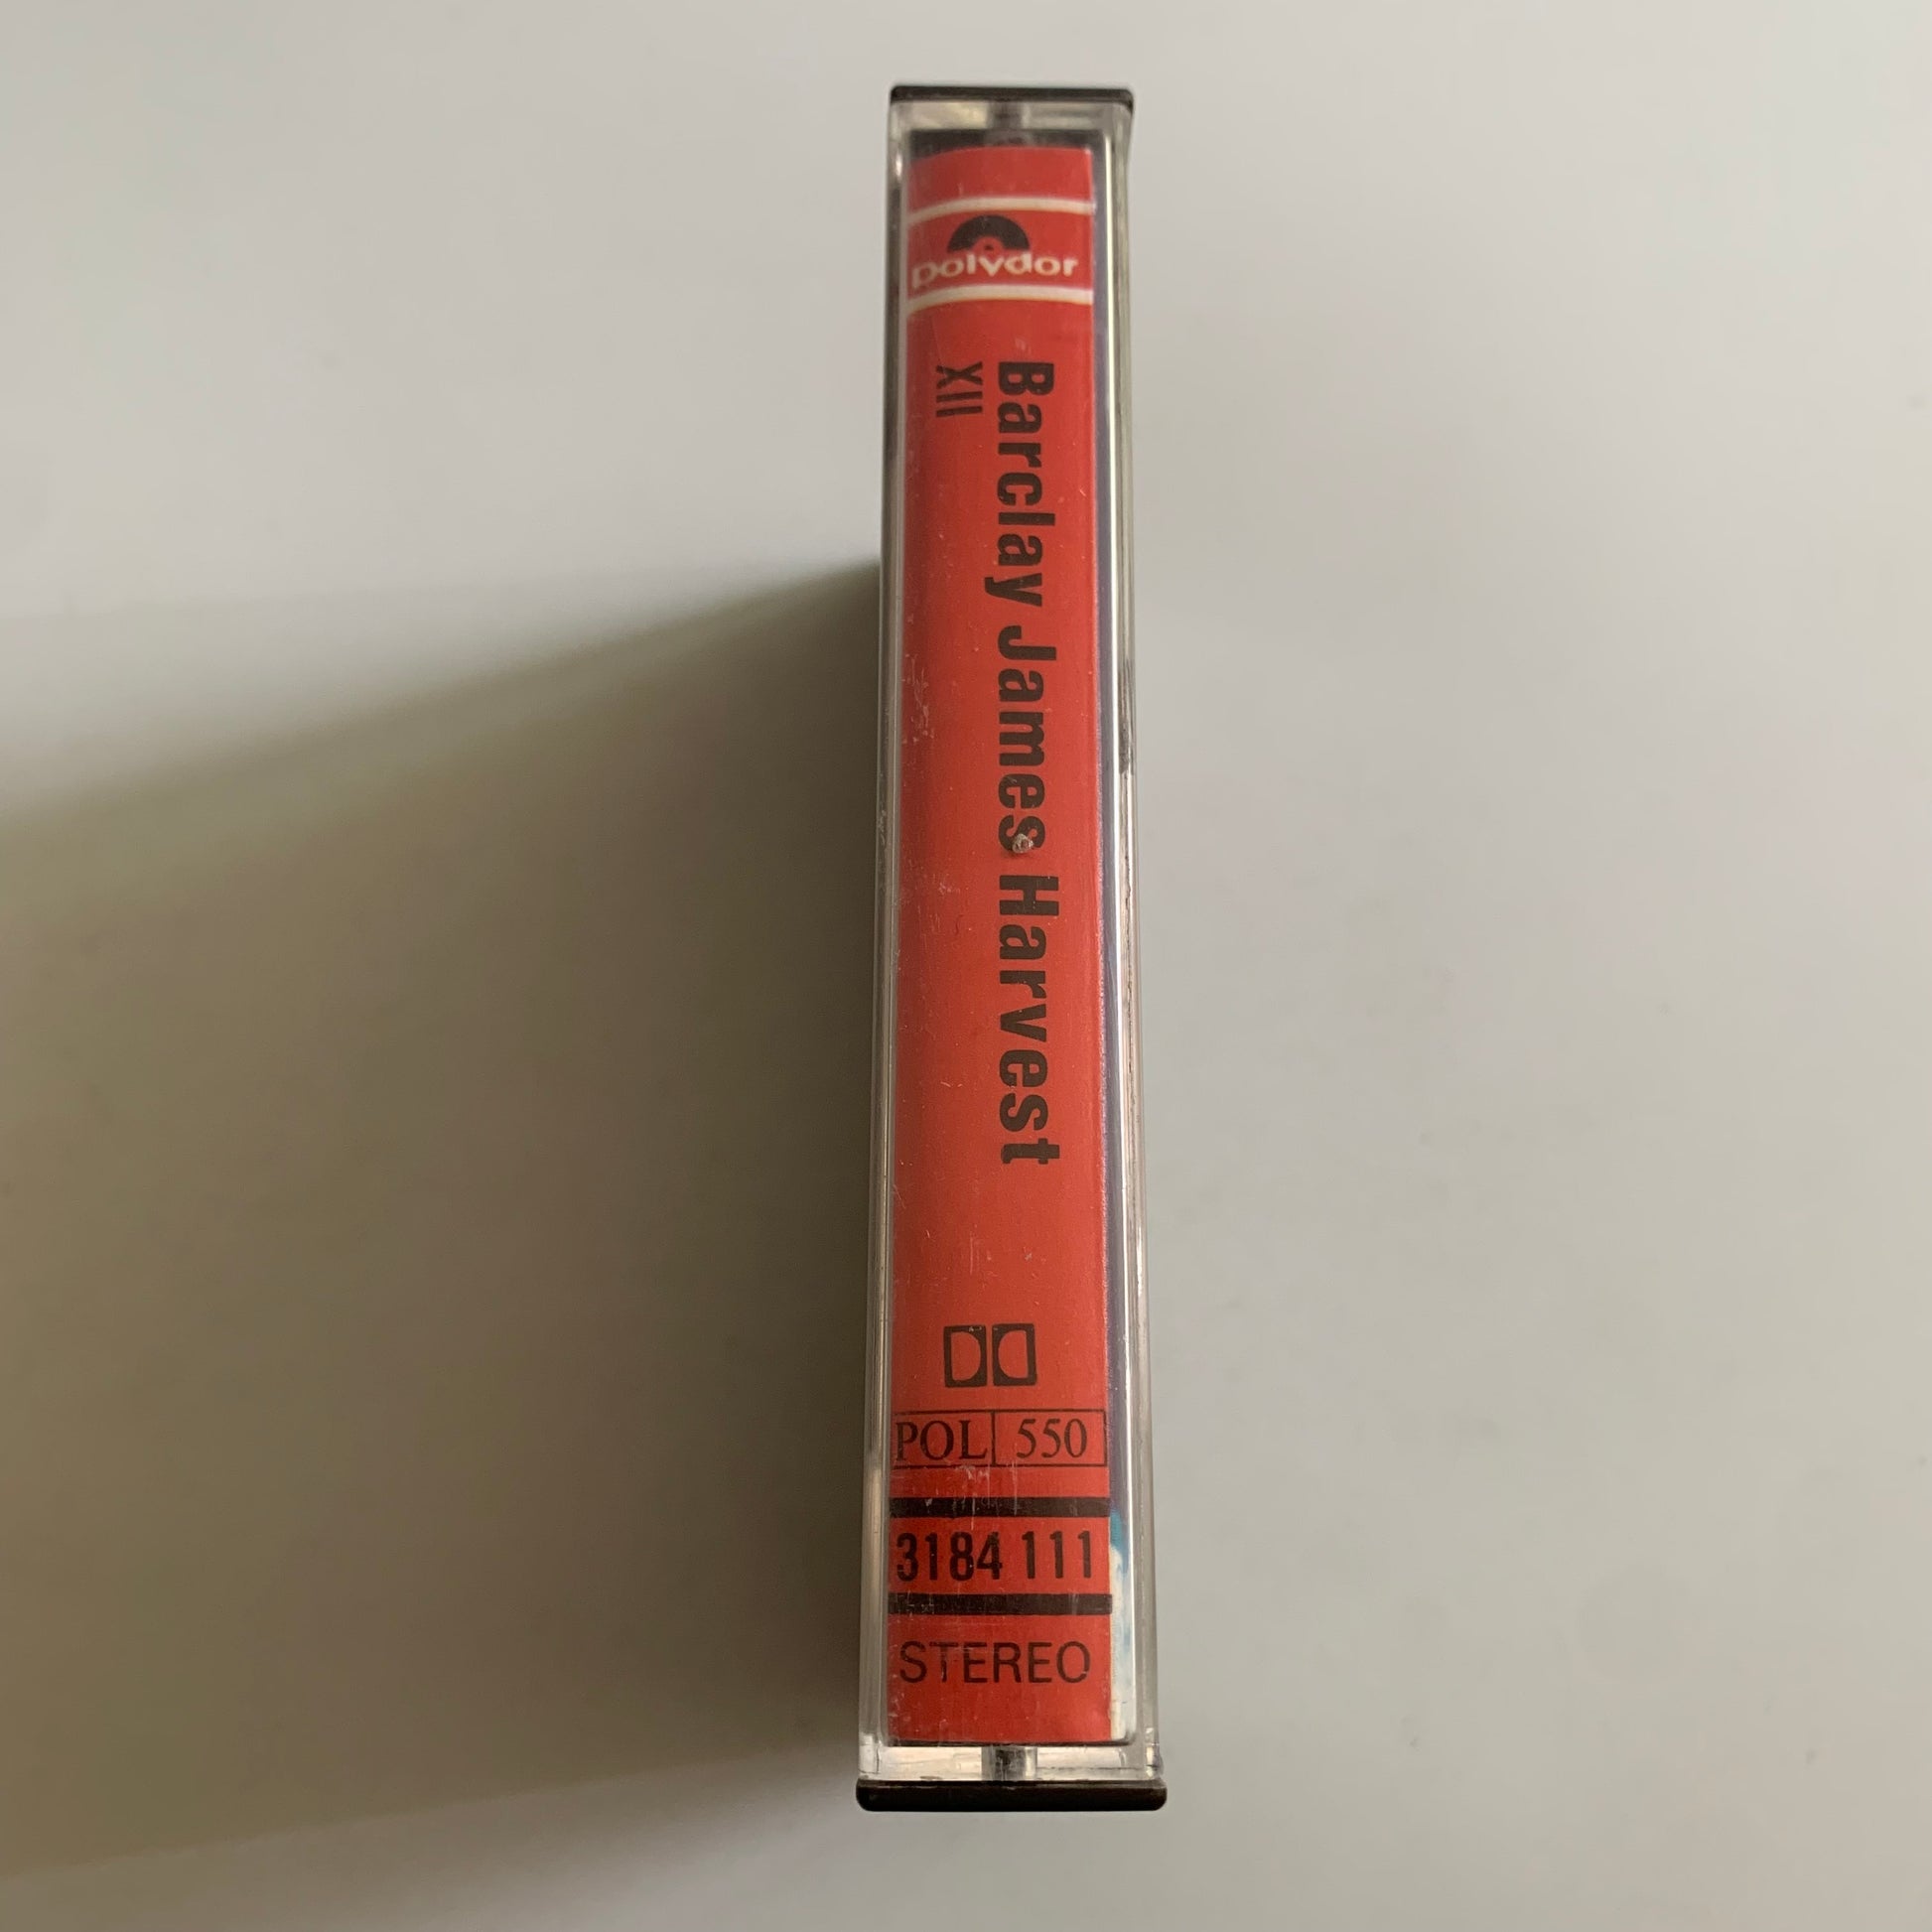 polydor
Barclay James Harvest
XII
POL 550
3184 111
STEREO